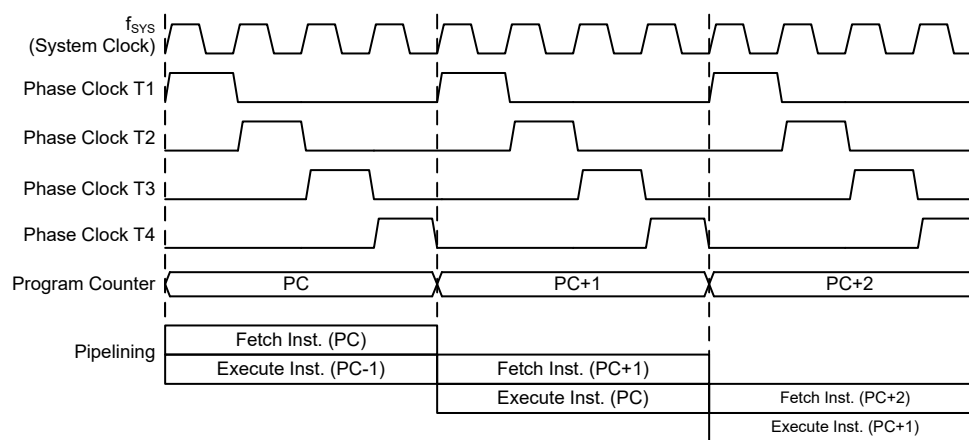 fSYS
(System Clock)
Phase Clock T1
Phase Clock T2
Phase Clock T3
Phase Clock T4
Program Counter
PC
PC+1
PC+2
Pipelining
Fetch Inst. (PC)
Execute Inst. (PC-1)
Fetch Inst. (PC+1)
Execute Inst. (PC)
Fetch Inst. (PC+2)
Execute Inst. (PC+1)